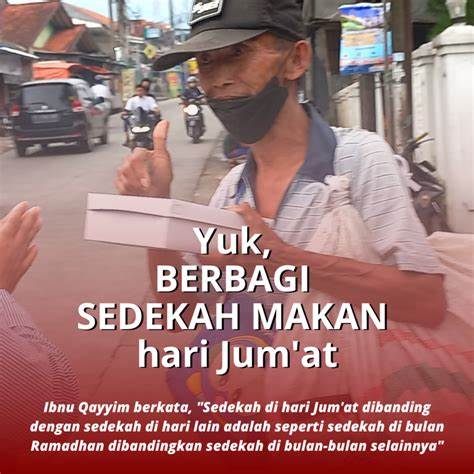 Yuk,
BERBAGI
SEDEKAH MAKAN
hari Jum'at
Ibnu Qayyim berkata, "Sedekah di hari Jum'at dibanding
dengan sedekah di hari lain adalah seperti sedekah di bulan
Ramadhan dibandingkan sedekah di bulan-bulan selainnya"